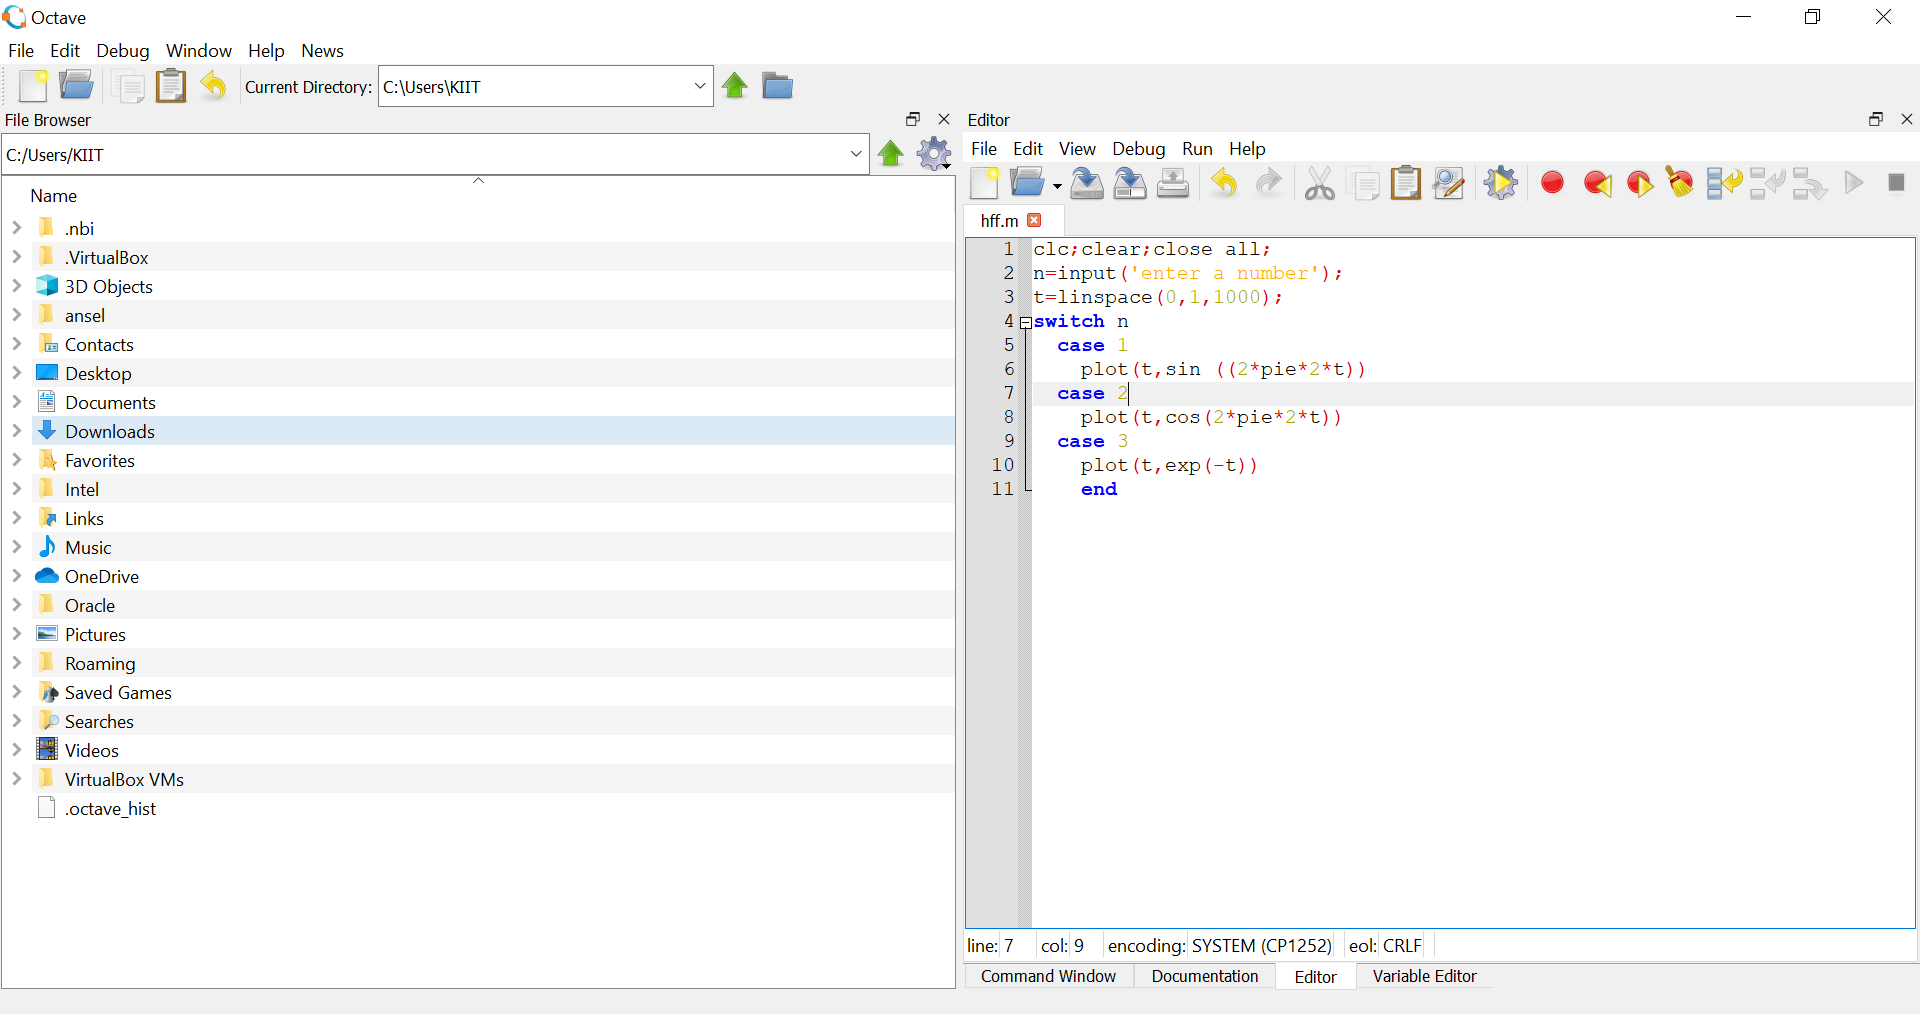 Octave
File Edit Debug Window Help News
Current Directory: C:\Users\KIIT
File Browser
C:/Users/KIIT
Name
.nbi
.VirtualBox
3D Objects
ansel
Contacts
Desktop
Documents
Downloads
Favorites
Intel
Links
Music
OneDrive
Oracle
Pictures
Roaming
Saved Games
Searches
Videos
VirtualBox VMs
.octave_hist
Editor
File Edit View Debug Run Help
hff.m
1 clc;clear;close all;
2 n=input('enter a number');
3 t=linspace(0,1,1000);
4 switch n
5 case 1
6 plot(t,sin ((2*pie*2*t))
7 case 2
8 plot(t,cos(2*pie*2*t))
9 case 3
10 plot(t,exp(-t))
11 end
line: 7 col: 9 encoding: SYSTEM (CP1252) eol: CRLF
Command Window Documentation Editor Variable Editor